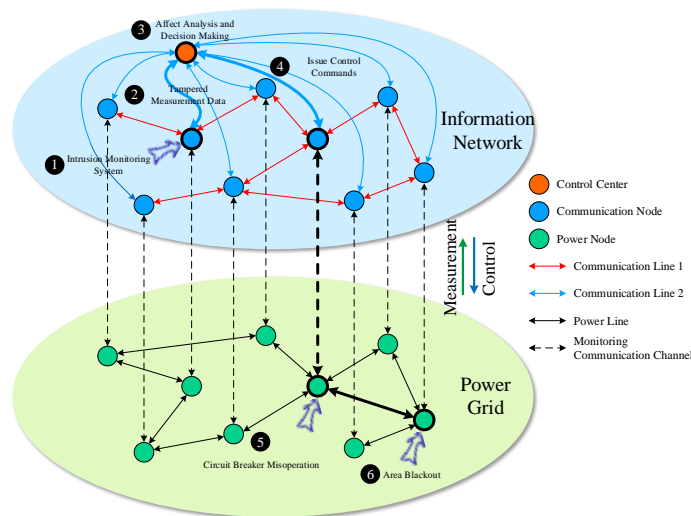 3 Affect Analysis and
Decision Making
4
Issue Control
Commands
2
Tampered
Measurement Data
Information
Network
1 Intrusion Monitoring
System
Control Center
Communication Node
Power Node
Measurement
Control
Communication Line 1
Communication Line 2
Power Line
Monitoring
Communication Channel
Power
Grid
5
Circuit Breaker Misoperation
6 Area Blackout